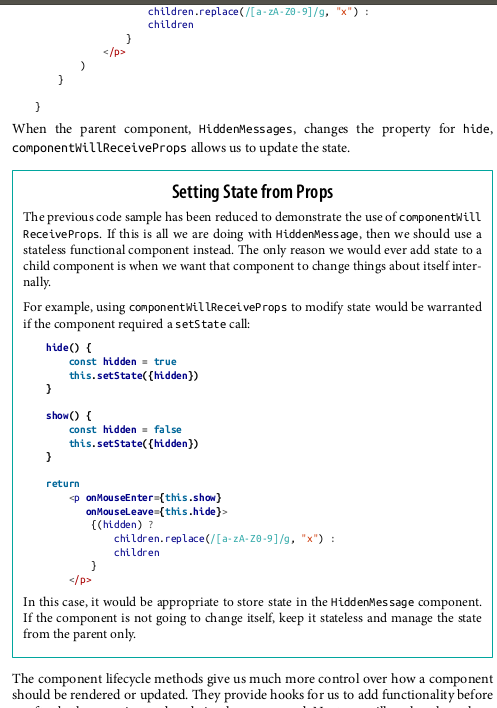 children.replace(/[a-zA-Z0-9]/g, "x") :
children
}
</p>
)
}
}
When the parent component, HiddenMessages, changes the property for hide,
componentWillReceiveProps allows us to update the state.
Setting State from Props
The previous code sample has been reduced to demonstrate the use of componentWill
ReceiveProps. If this is all we are doing with HiddenMessage, then we should use a
stateless functional component instead. The only reason we would ever add state to a
child component is when we want that component to change things about itself inter-
nally.
For example, using componentWillReceiveProps to modify state would be warranted
if the component required a setState call:
hide() {
const hidden = true
this.setState({hidden})
}
show() {
const hidden = false
this.setState({hidden})
}
return
<p onMouseEnter={this.show}
onMouseLeave={this.hide}>
{(hidden) ?
children.replace(/[a-zA-Z0-9]/g, "x") :
children
}
</p>
In this case, it would be appropriate to store state in the HiddenMessage component.
If the component is not going to change itself, keep it stateless and manage the state
from the parent only.
The component lifecycle methods give us much more control over how a component
should be rendered or updated. They provide hooks for us to add functionality before